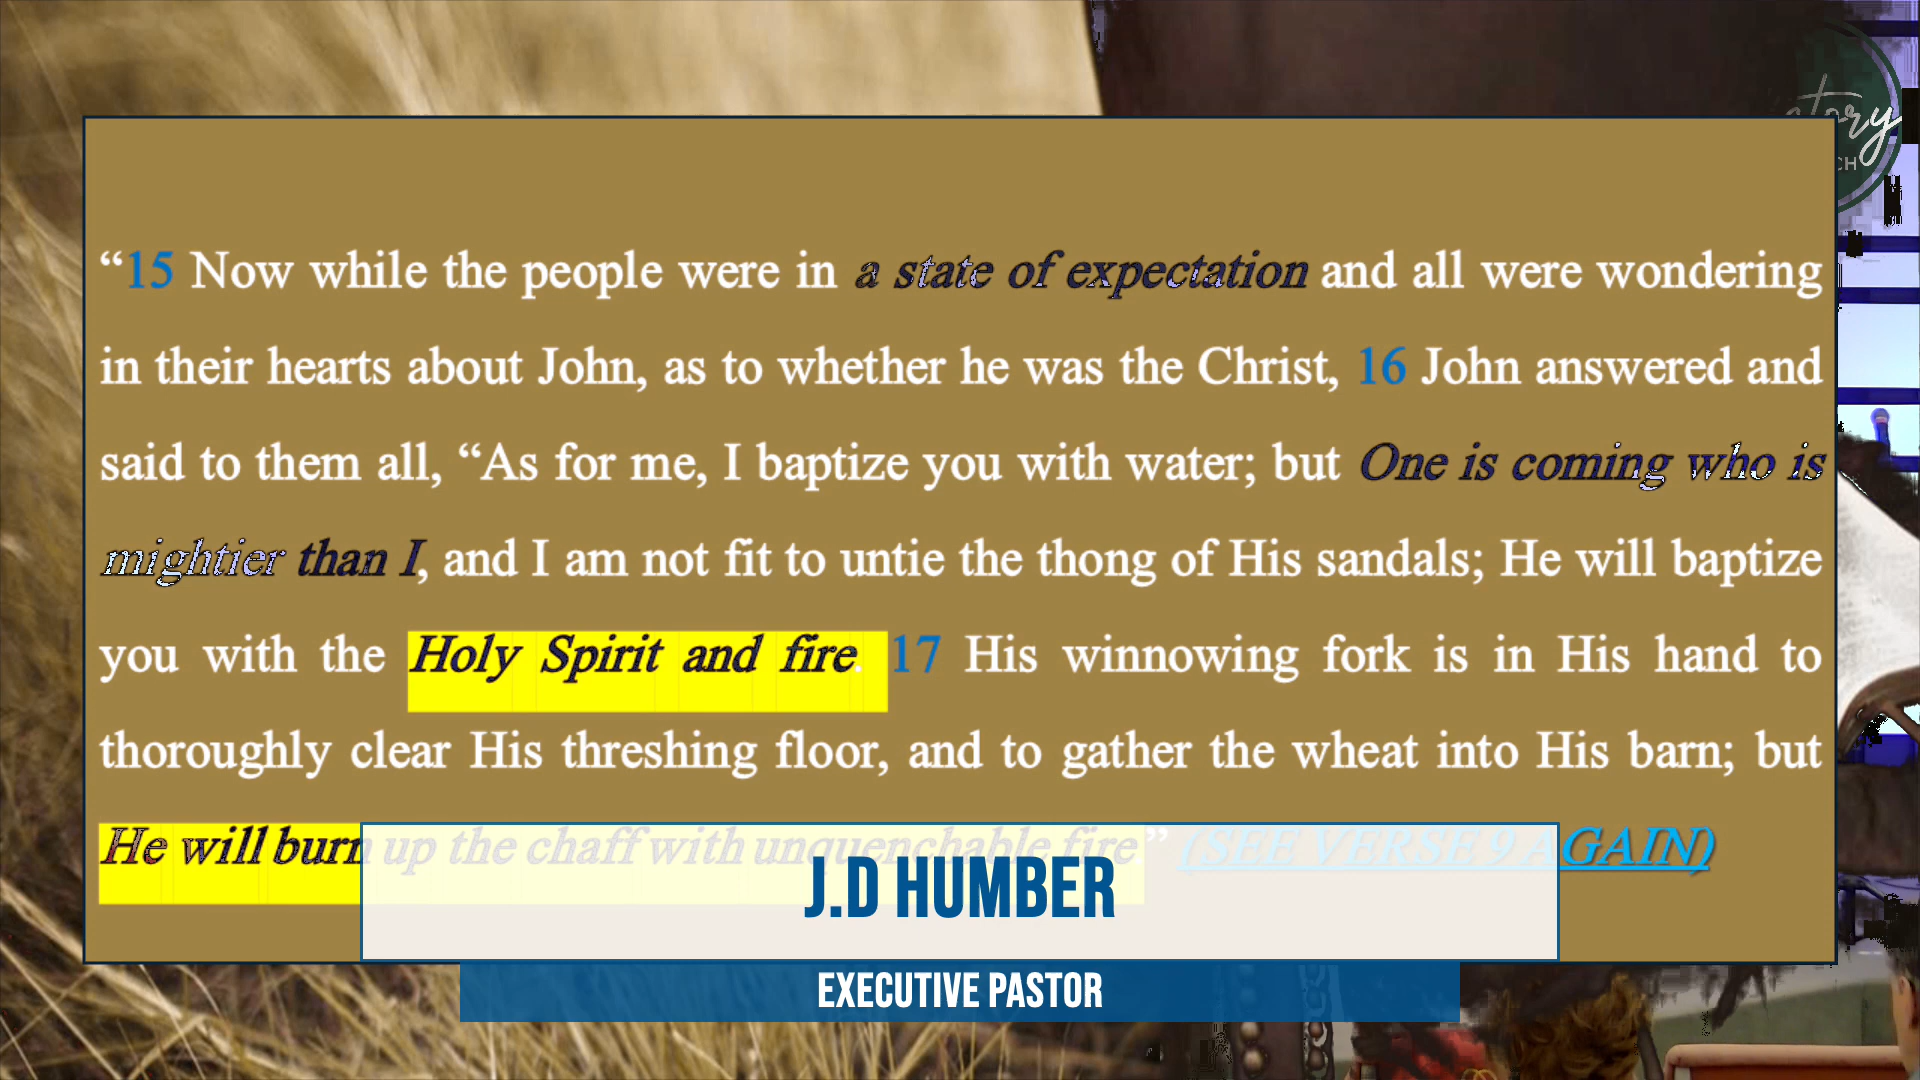 “15 Now while the people were in a state of expectation and all were wondering
in their hearts about John, as to whether he was the Christ, 16 John answered and
said to them all, “As for me, I baptize you with water; but One is coming who is
mightier than I, and I am not fit to untie the thong of His sandals; He will baptize
you with the Holy Spirit and fire. 17 His winnowing fork is in His hand to
thoroughly clear His threshing floor, and to gather the wheat into His barn; but
He will burn up the chaff with unquenchable fire.” (SEE VERSE 9 AGAIN)
J.D HUMBER
EXECUTIVE PASTOR